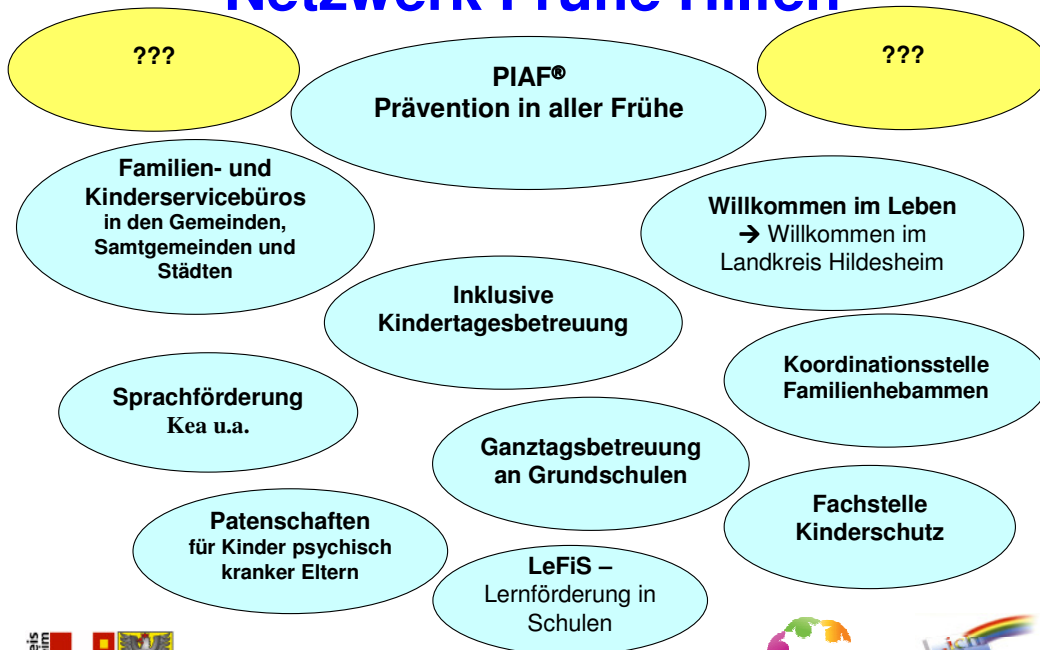 Netzwerk Frühe Hilfen
???
???
PIAF®
Prävention in aller Frühe
Familien- und
Kinderservicebüros
in den Gemeinden,
Samtgemeinden und
Städten
Willkommen im Leben
→ Willkommen im
Landkreis Hildesheim
Inklusive
Kindertagesbetreuung
Koordinationsstelle
Familienhebammen
Sprachförderung
Kea u.a.
Ganztagsbetreuung
an Grundschulen
Fachstelle
Kinderschutz
Patenschaften
für Kinder psychisch
kranker Eltern
LeFiS –
Lernförderung in
Schulen